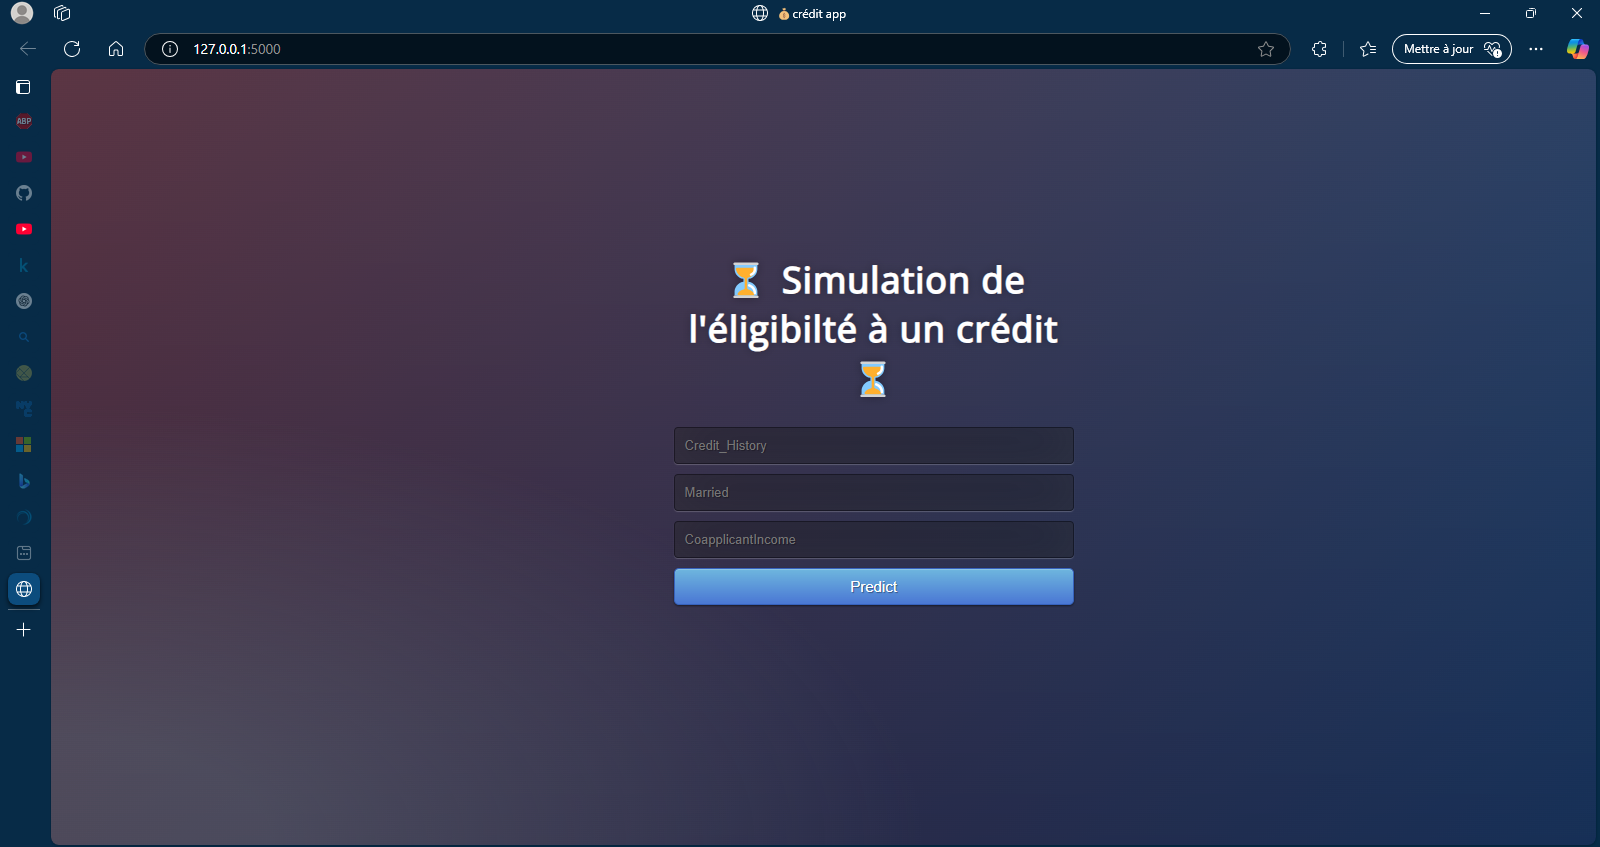 💰crédit app
127.0.0.1:5000
Mettre à jour
ABP
⏳ Simulation de
l'éligibilté à un crédit
⏳
Credit_History
Married
CoapplicantIncome
Predict